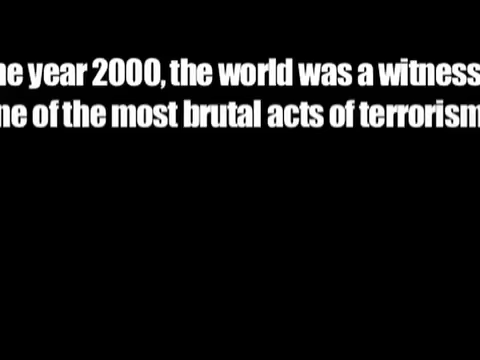 he year 2000, the world was a witness
ne of the most brutal acts of terrorism